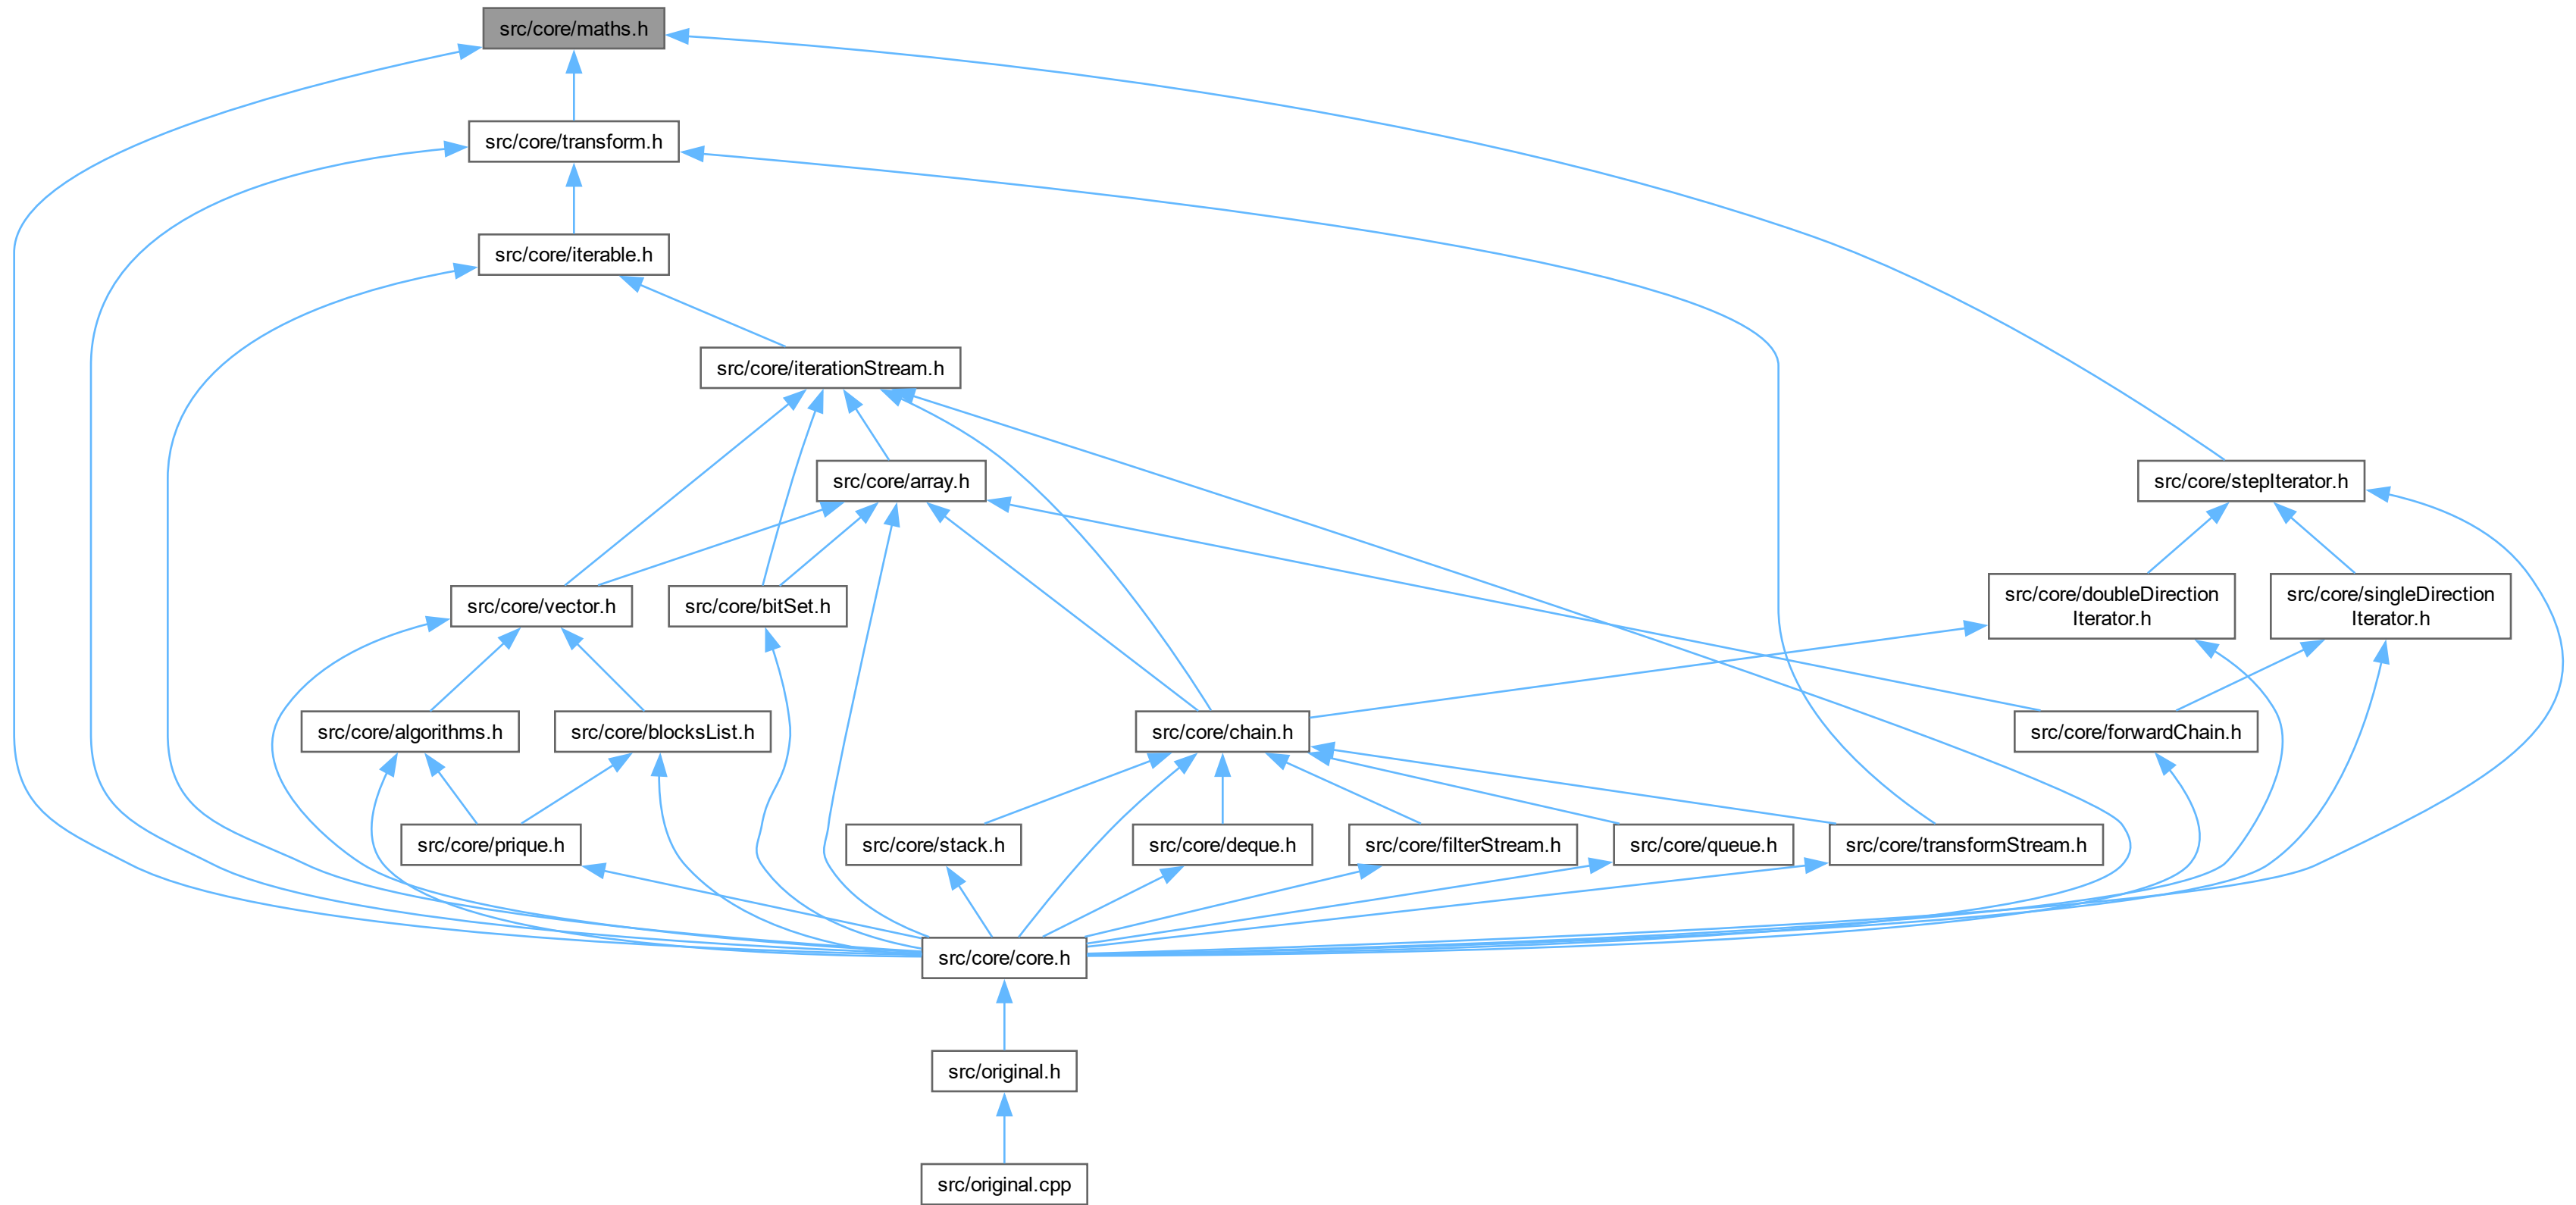 src/core/maths.h
src/core/transform.h
src/core/iterable.h
src/core/iterationStream.h
src/core/array.h
src/core/stepIterator.h
src/core/vector.h
src/core/bitSet.h
src/core/doubleDirection
Iterator.h
src/core/singleDirection
Iterator.h
src/core/algorithms.h
src/core/blocksList.h
src/core/chain.h
src/core/forwardChain.h
src/core/prique.h
src/core/stack.h
src/core/deque.h
src/core/filterStream.h
src/core/queue.h
src/core/transformStream.h
src/core/core.h
src/original.h
src/original.cpp